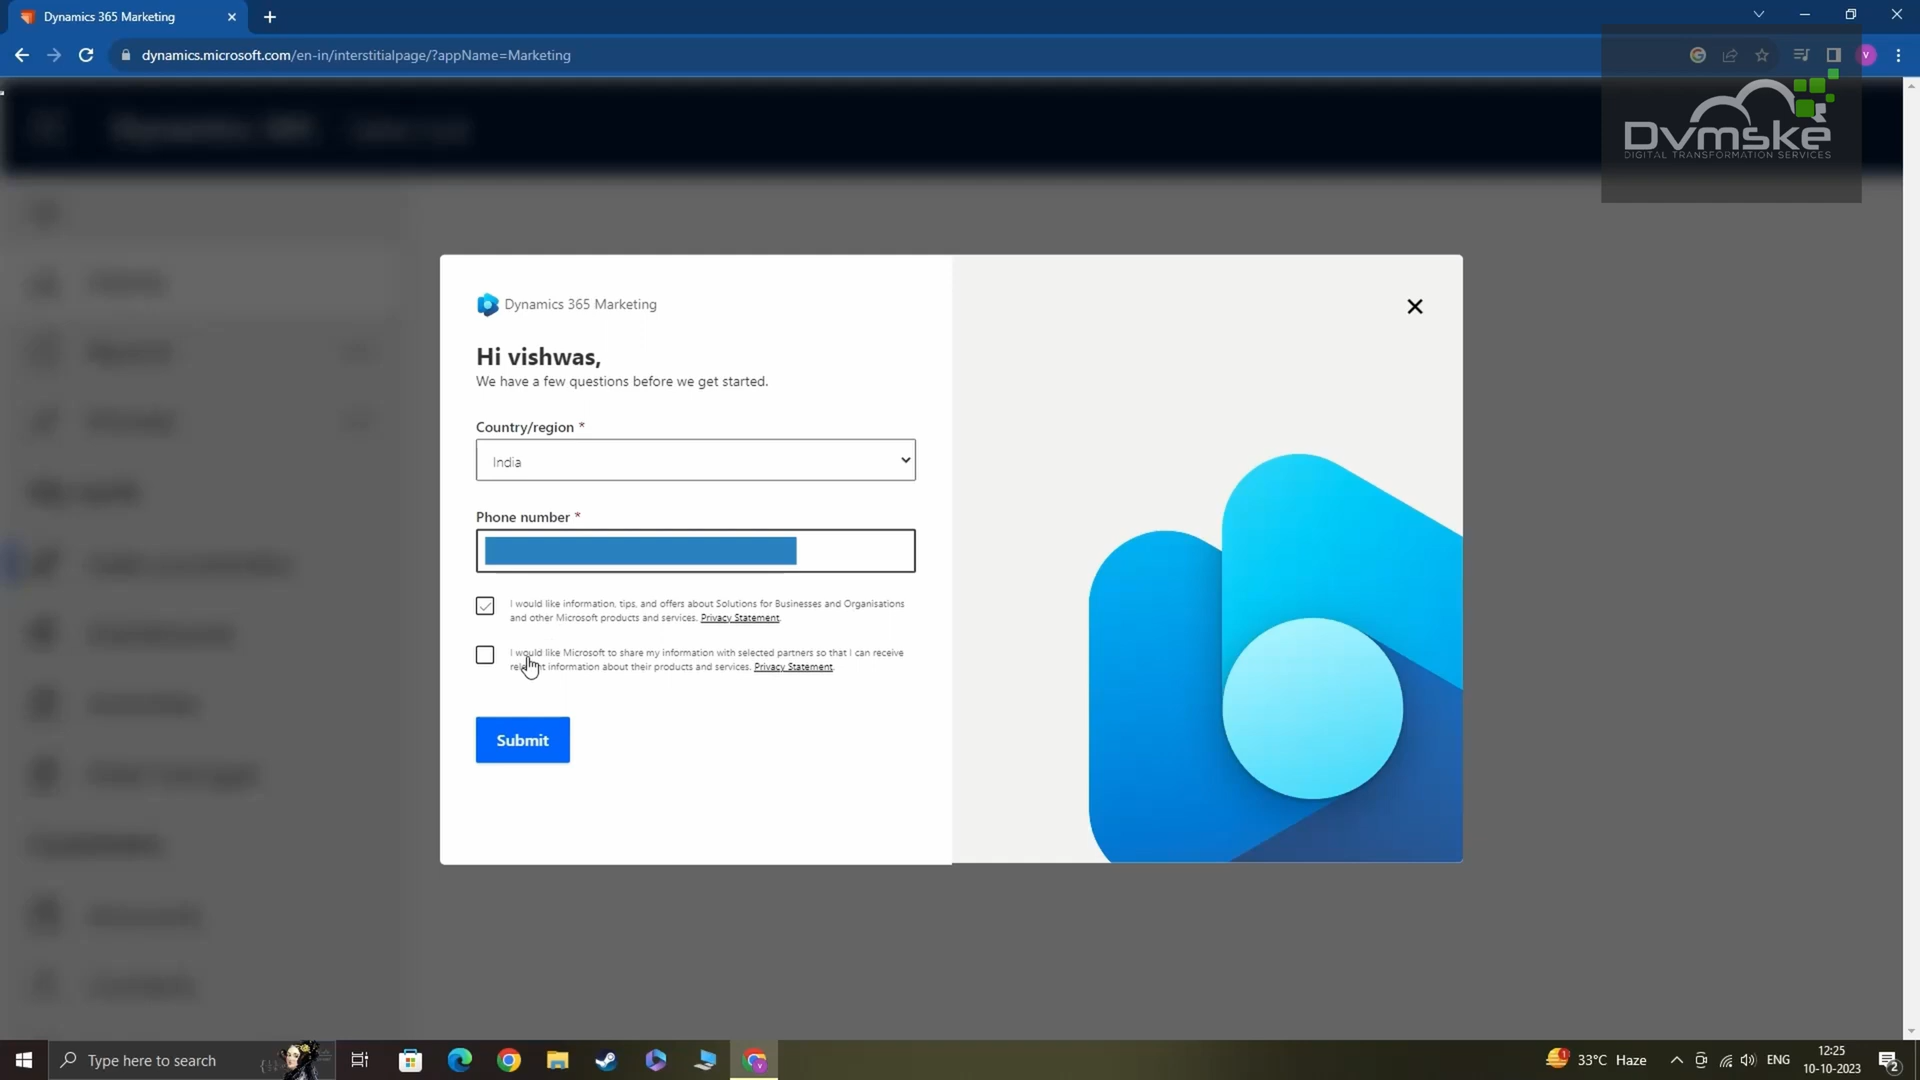 Dynamics 365 Marketing
dynamics.microsoft.com/en-in/interstitialpage/?appName=Marketing
Dvmske
DIGITAL TRANSFORMATION SERVICES
Dynamics 365 Marketing
Hi vishwas,
We have a few questions before we get started.
Country/region *
India
Phone number *
I would like information, tips, and offers about Solutions for Businesses and Organisations
and other Microsoft products and services. Privacy Statement.
I would like Microsoft to share my information with selected partners so that I can receive
information about their products and services. Privacy Statement.
Submit
Type here to search
33°C Haze
ENG
12:25
10-10-2023